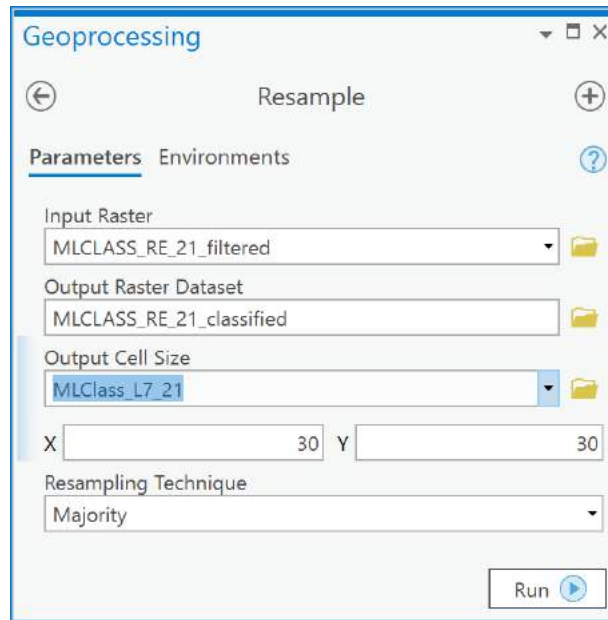 Geoprocessing
Resample
Parameters Environments
Input Raster
MLCLASS_RE_21_filtered
Output Raster Dataset
MLCLASS_RE_21_classified
Output Cell Size
MLClass_L7_21
X 30 Y 30
Resampling Technique
Majority
Run